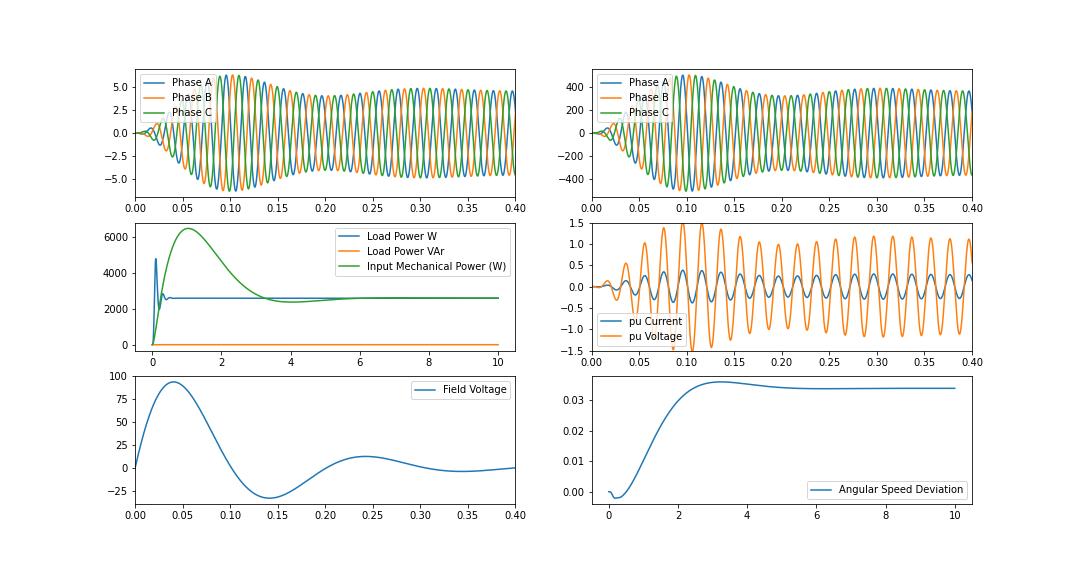 Phase A
Phase B
Phase C
5.0
2.5
0.0
−2.5
−5.0
0.00 0.05 0.10 0.15 0.20 0.25 0.30 0.35 0.40
Phase A
Phase B
Phase C
400
200
0
−200
−400
0.00 0.05 0.10 0.15 0.20 0.25 0.30 0.35 0.40
Load Power W
Load Power VAr
Input Mechanical Power (W)
6000
4000
2000
0
0 2 4 6 8 10
1.5
1.0
0.5
0.0
−0.5
−1.0
−1.5
pu Current
pu Voltage
0.00 0.05 0.10 0.15 0.20 0.25 0.30 0.35 0.40
Field Voltage
100
75
50
25
0
−25
0.00 0.05 0.10 0.15 0.20 0.25 0.30 0.35 0.40
0.03
0.02
0.01
0.00
Angular Speed Deviation
0 2 4 6 8 10